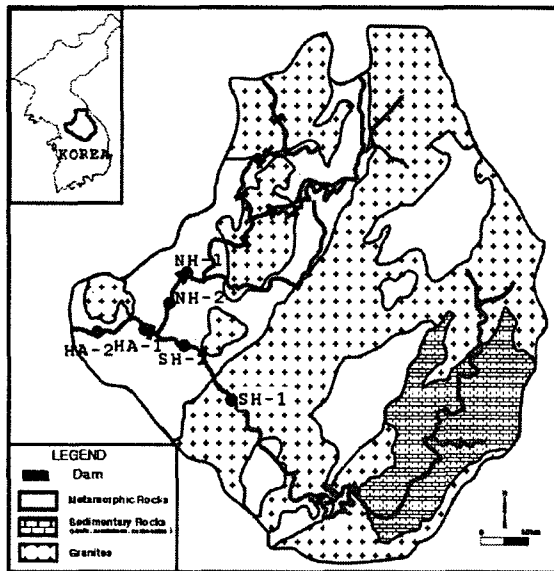 KOREA
NH-1
NH-2
HA-2
HA-1
SH-2
SH-1
LEGEND
Dam
Metamorphic Rocks
Sedimentary Rocks
Granites